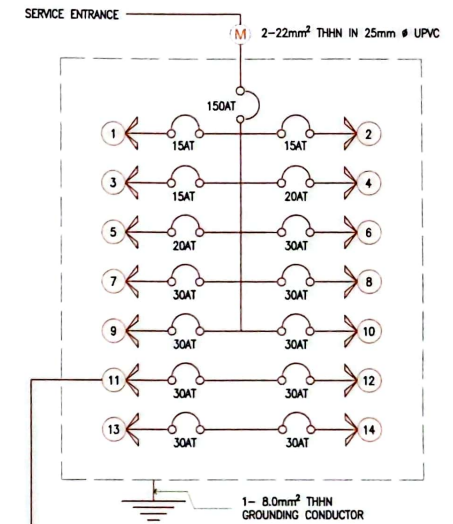 SERVICE ENTRANCE
M
2-22mm² THHN IN 25mm ø UPVC
150AT
1 15AT 15AT 2
3 15AT 20AT 4
5 20AT 30AT 6
7 30AT 30AT 8
9 30AT 30AT 10
11 30AT 30AT 12
13 30AT 30AT 14
1- 8.0mm² THHN
GROUNDING CONDUCTOR